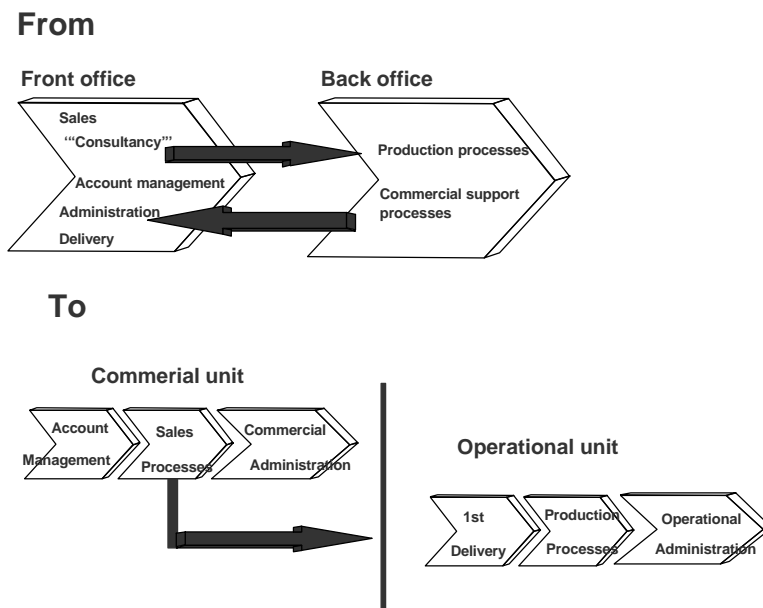 From
Front office
Back office
Sales
'"Consultancy"'
Account management
Administration
Delivery
Production processes
Commercial support
processes
To
Commerial unit
Account
Management
Sales
Processes
Commercial
Administration
Operational unit
1st
Delivery
Production
Processes
Operational
Administration